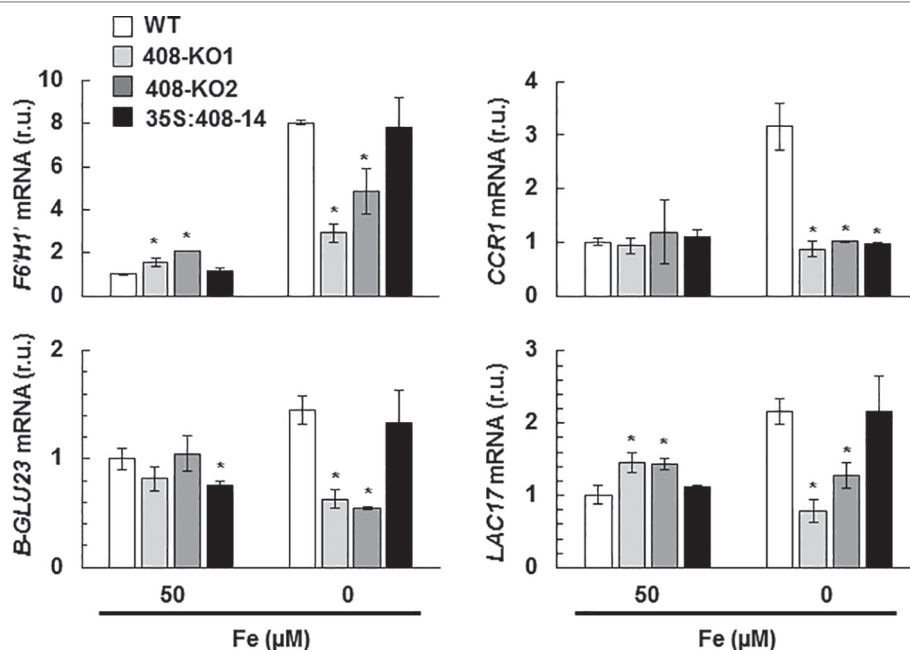 WT
408-KO1
408-KO2
35S:408-14
F6'H1' mRNA (r.u.)
10
8
6
4
2
0
* * * *
CCR1 mRNA (r.u.)
4
3
2
1
0
* * *
B-GLU23 mRNA (r.u.)
2
1
0
* * *
50 0
Fe (µM)
LAC17 mRNA (r.u.)
3
2
1
0
* * * *
50 0
Fe (µM)